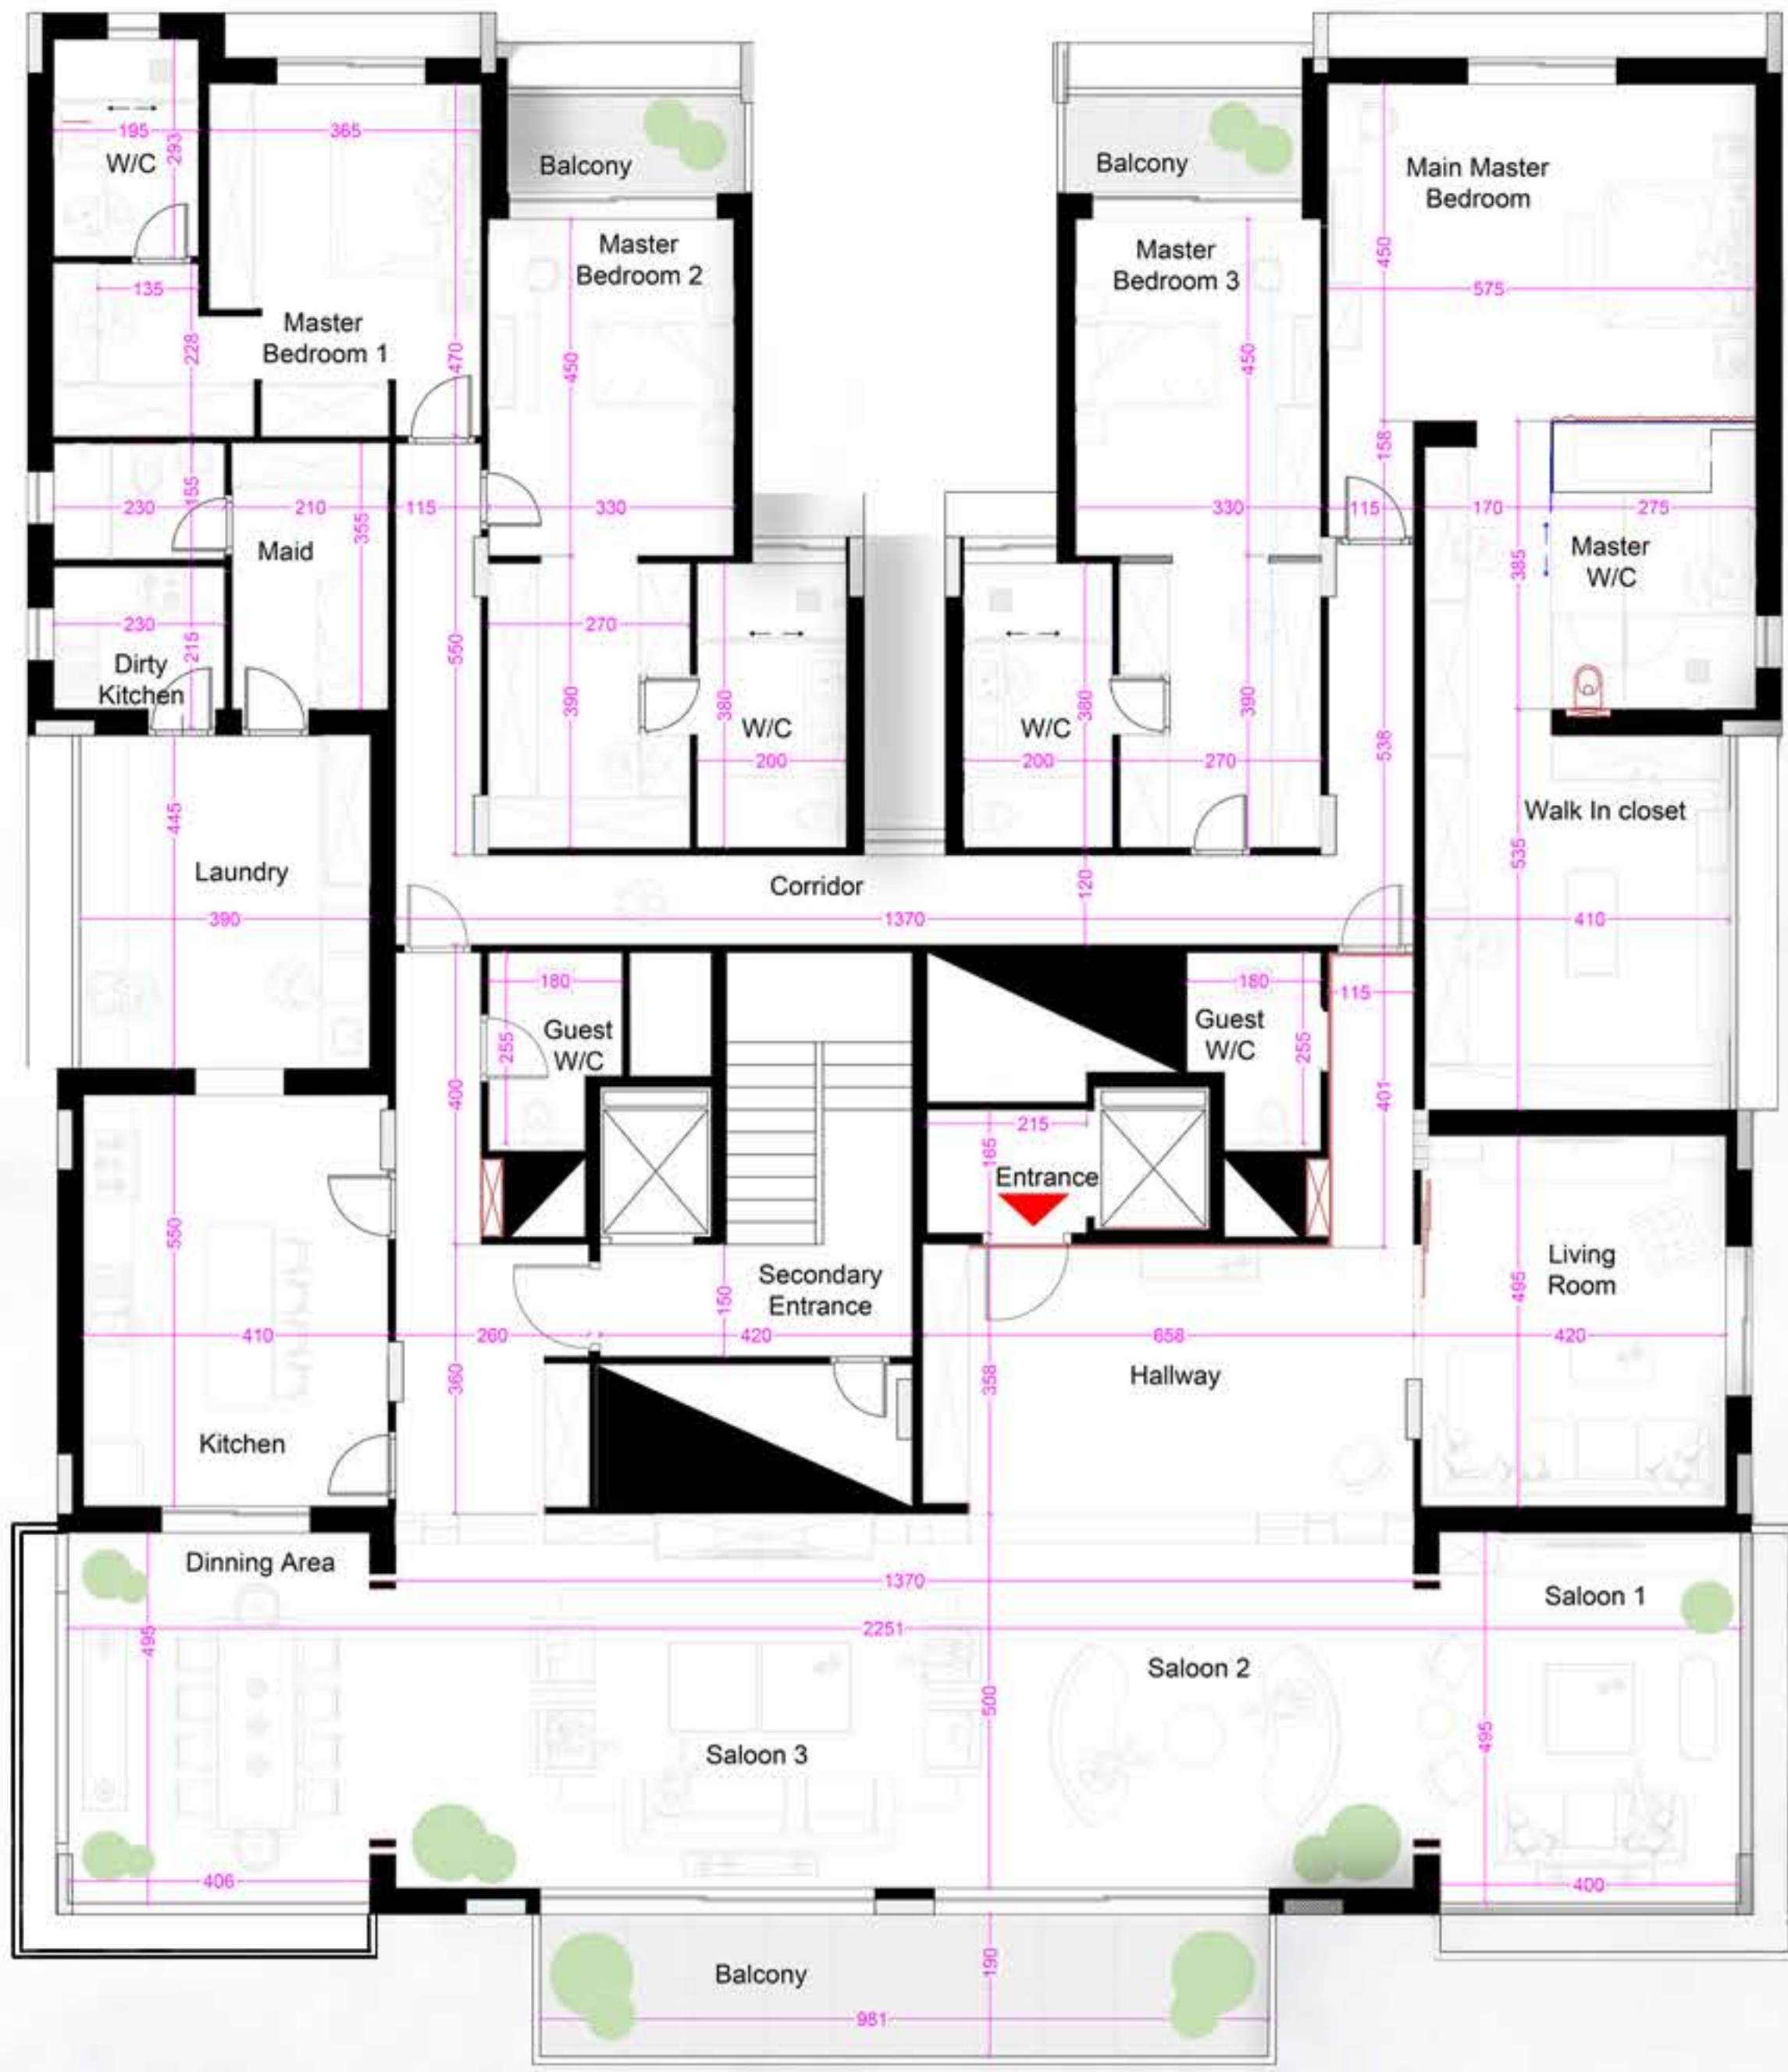 195
293
W/C
365
Balcony
Balcony
Main Master
Bedroom
Master
Bedroom 2
Master
Bedroom 3
135
228
Master
Bedroom 1
470
450
450
450
575
158
230
155
210
115
330
330
115
170
275
355
Maid
Master
W/C
385
230
215
Dirty
Kitchen
550
270
390
380
W/C
200
380
W/C
200
390
270
538
445
Laundry
390
Walk In closet
535
410
Corridor
120
1370
180
255
Guest
W/C
180
255
Guest
W/C
115
400
401
215
165
Entrance
550
410
Kitchen
260
360
Secondary
Entrance
150
420
658
358
Hallway
Living
Room
495
420
Dinning Area
1370
2251
Saloon 1
495
Saloon 2
500
Saloon 3
495
406
400
Balcony
190
981